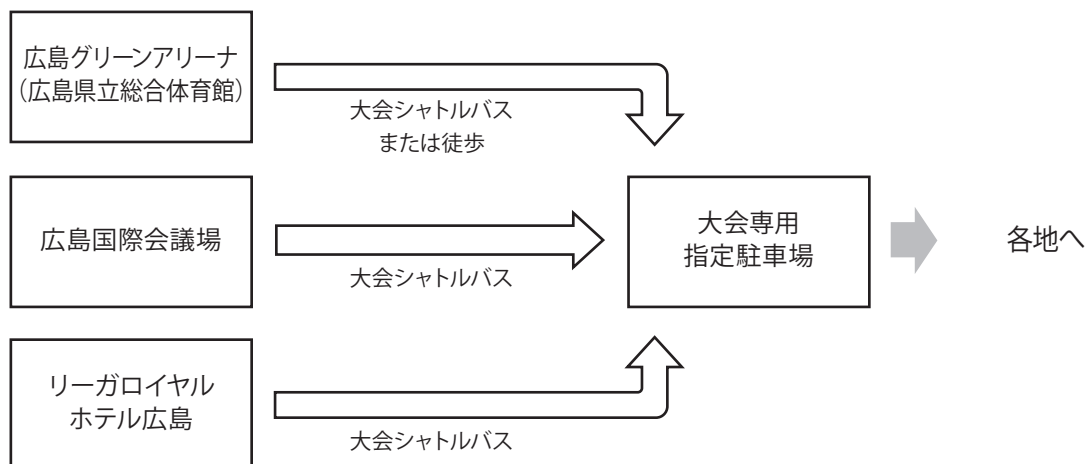 広島グリーンアリーナ
（広島県立総合体育館）
大会シャトルバス
または徒歩
広島国際会議場
大会シャトルバス
大会専用
指定駐車場
各地へ
リーガロイヤル
ホテル広島
大会シャトルバス